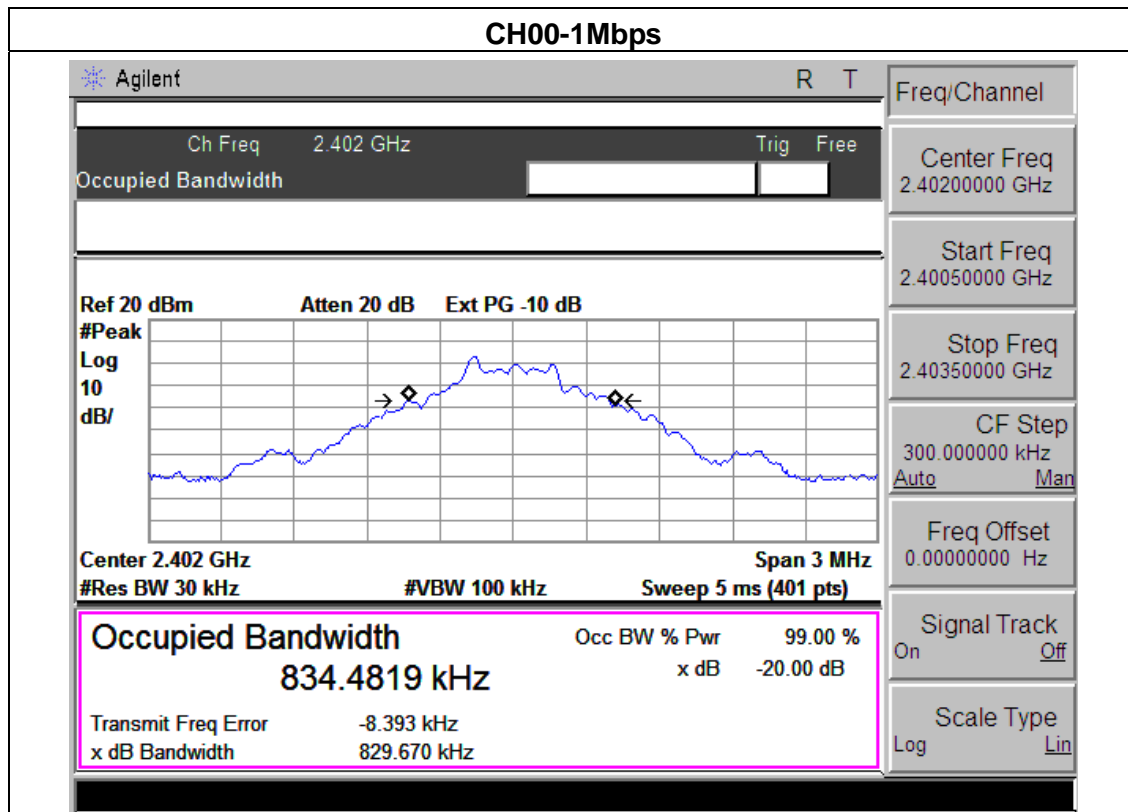 CH00-1Mbps
Agilent R T
Ch Freq 2.402 GHz Trig Free
Occupied Bandwidth
Ref 20 dBm Atten 20 dB Ext PG -10 dB
#Peak
Log
10
dB/
Center 2.402 GHz Span 3 MHz
#Res BW 30 kHz #VBW 100 kHz Sweep 5 ms (401 pts)
Occupied Bandwidth Occ BW % Pwr 99.00 %
834.4819 kHz x dB -20.00 dB
Transmit Freq Error -8.393 kHz
x dB Bandwidth 829.670 kHz
Freq/Channel
Center Freq
2.40200000 GHz
Start Freq
2.40050000 GHz
Stop Freq
2.40350000 GHz
CF Step
300.000000 kHz
Auto Man
Freq Offset
0.00000000 Hz
Signal Track
On Off
Scale Type
Log Lin